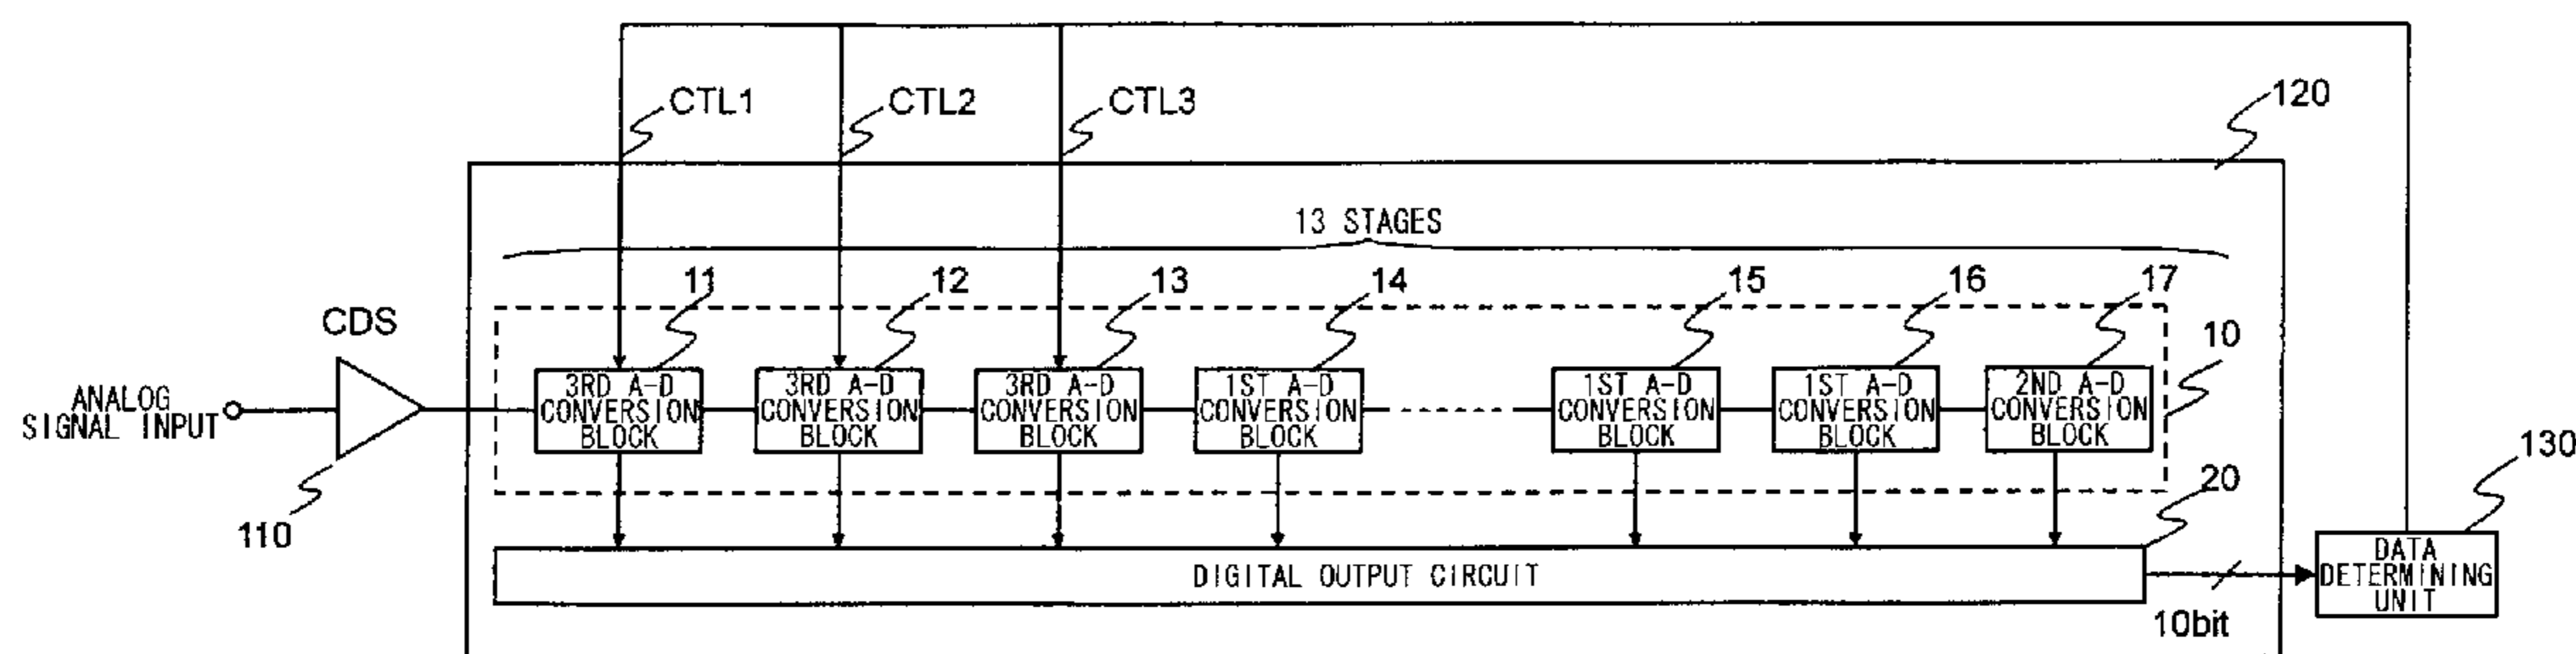 CTL1
CTL2
CTL3
120
13 STAGES
11
12
13
14
15
16
17
10
CDS
ANALOG
SIGNAL INPUT
3RD A-D
CONVERSION
BLOCK
3RD A-D
CONVERSION
BLOCK
3RD A-D
CONVERSION
BLOCK
1ST A-D
CONVERSION
BLOCK
1ST A-D
CONVERSION
BLOCK
1ST A-D
CONVERSION
BLOCK
2ND A-D
CONVERSION
BLOCK
110
20
130
DIGITAL OUTPUT CIRCUIT
10bit
DATA
DETERMINING
UNIT